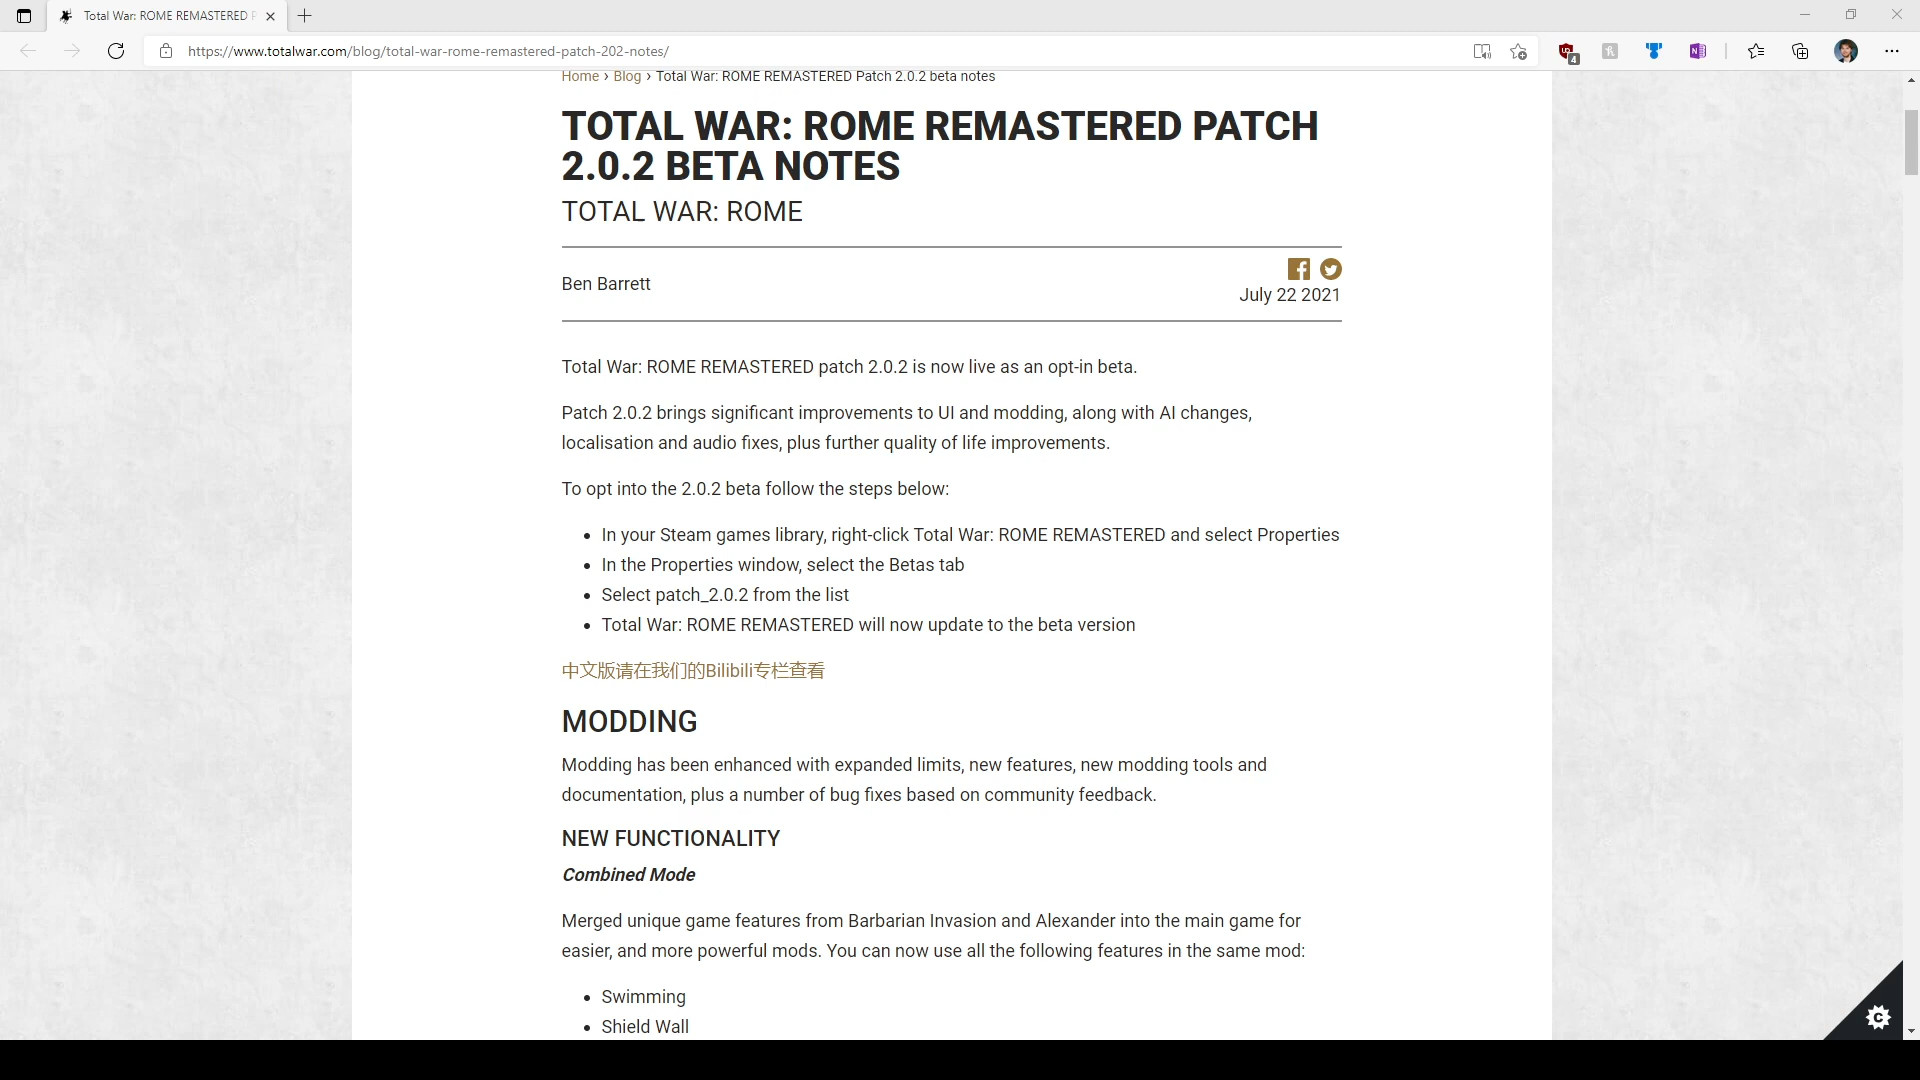 Total War: ROME REMASTERED P
https://www.totalwar.com/blog/total-war-rome-remastered-patch-202-notes/
4
Home › Blog › Total War: ROME REMASTERED Patch 2.0.2 beta notes
TOTAL WAR: ROME REMASTERED PATCH
2.0.2 BETA NOTES
TOTAL WAR: ROME
Ben Barrett
July 22 2021
Total War: ROME REMASTERED patch 2.0.2 is now live as an opt-in beta.
Patch 2.0.2 brings significant improvements to UI and modding, along with AI changes,
localisation and audio fixes, plus further quality of life improvements.
To opt into the 2.0.2 beta follow the steps below:
• In your Steam games library, right-click Total War: ROME REMASTERED and select Properties
• In the Properties window, select the Betas tab
• Select patch_2.0.2 from the list
• Total War: ROME REMASTERED will now update to the beta version
中文版请在我们的Bilibili专栏查看
MODDING
Modding has been enhanced with expanded limits, new features, new modding tools and
documentation, plus a number of bug fixes based on community feedback.
NEW FUNCTIONALITY
Combined Mode
Merged unique game features from Barbarian Invasion and Alexander into the main game for
easier, and more powerful mods. You can now use all the following features in the same mod:
• Swimming
• Shield Wall